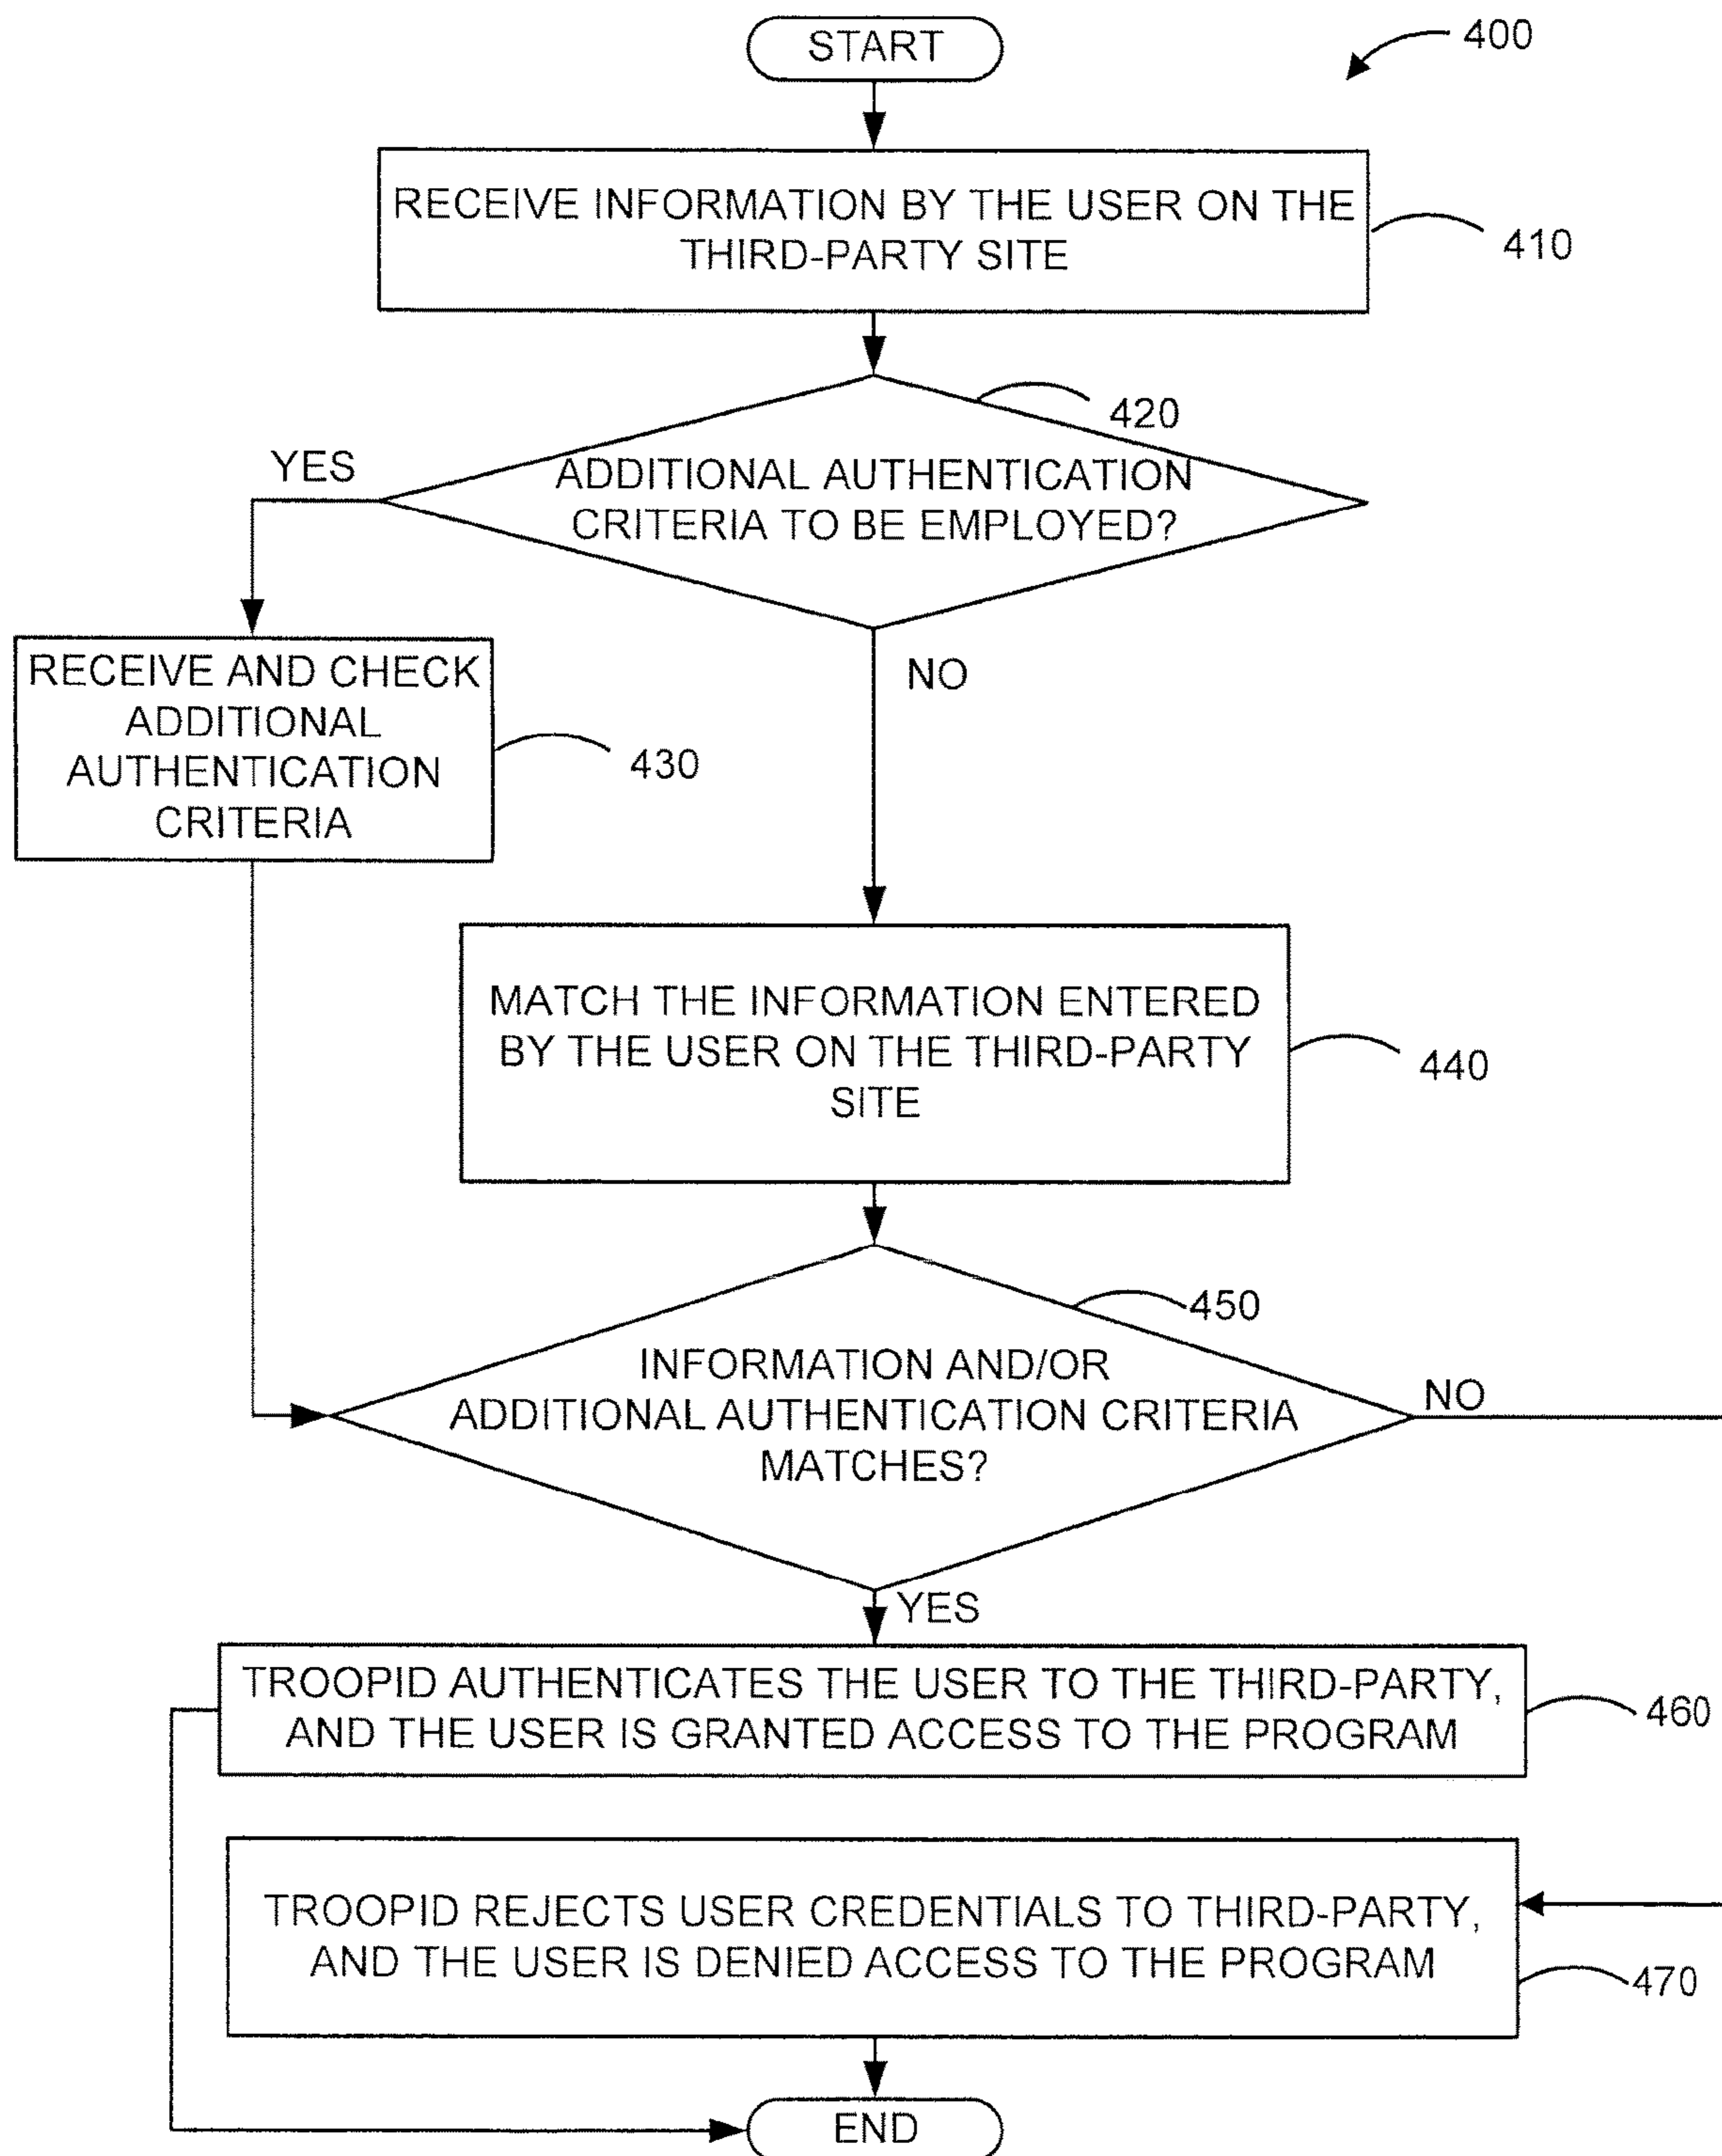 START
400
RECEIVE INFORMATION BY THE USER ON THE
THIRD-PARTY SITE
410
420
YES
ADDITIONAL AUTHENTICATION
CRITERIA TO BE EMPLOYED?
NO
RECEIVE AND CHECK
ADDITIONAL
AUTHENTICATION
CRITERIA
430
MATCH THE INFORMATION ENTERED
BY THE USER ON THE THIRD-PARTY
SITE
440
450
INFORMATION AND/OR
ADDITIONAL AUTHENTICATION CRITERIA
MATCHES?
NO
YES
TROOPID AUTHENTICATES THE USER TO THE THIRD-PARTY,
AND THE USER IS GRANTED ACCESS TO THE PROGRAM
460
TROOPID REJECTS USER CREDENTIALS TO THIRD-PARTY,
AND THE USER IS DENIED ACCESS TO THE PROGRAM
470
END